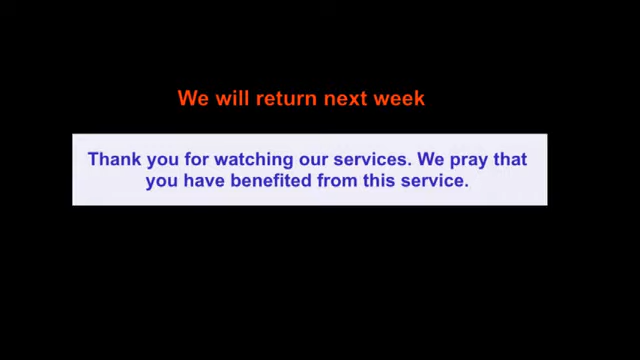 We will return next week
Thank you for watching our services. We pray that
you have benefited from this service.